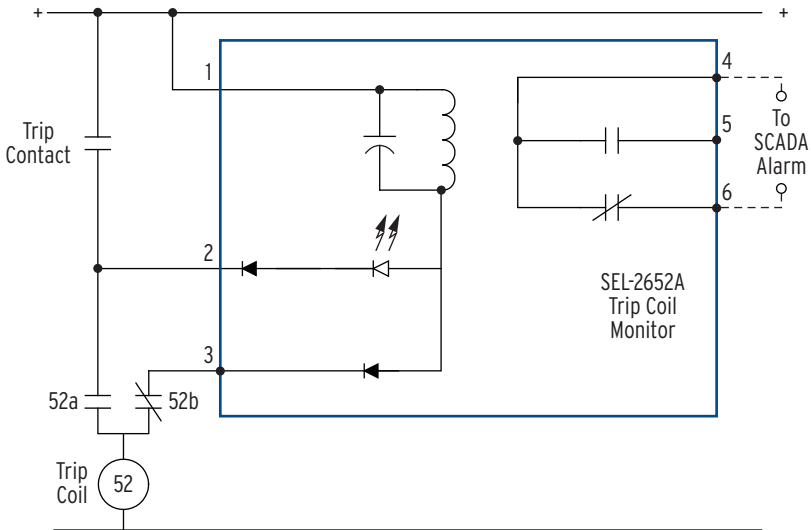 +
+
1
4
Trip
Contact
5
To
SCADA
Alarm
6
2
SEL-2652A
Trip Coil
Monitor
3
52a
52b
Trip
Coil
52